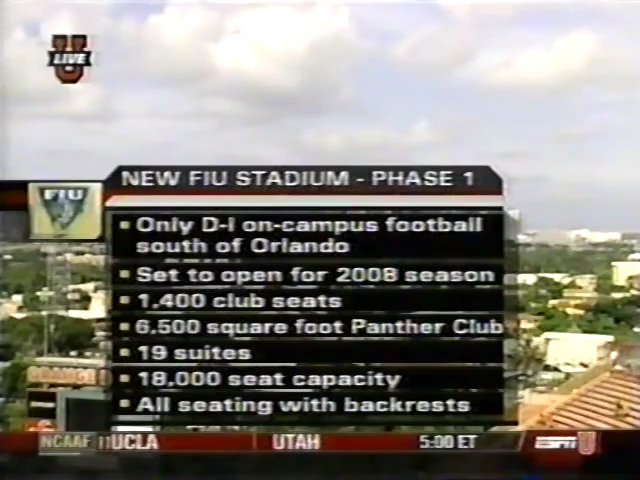 U
LIVE
FIU
NEW FIU STADIUM - PHASE 1
Only D-I on-campus football
south of Orlando
Set to open for 2008 season
1,400 club seats
6,500 square foot Panther Club
19 suites
18,000 seat capacity
All seating with backrests
ORANGE
NCAAF 11 UCLA UTAH 5:00 ET ESPN U